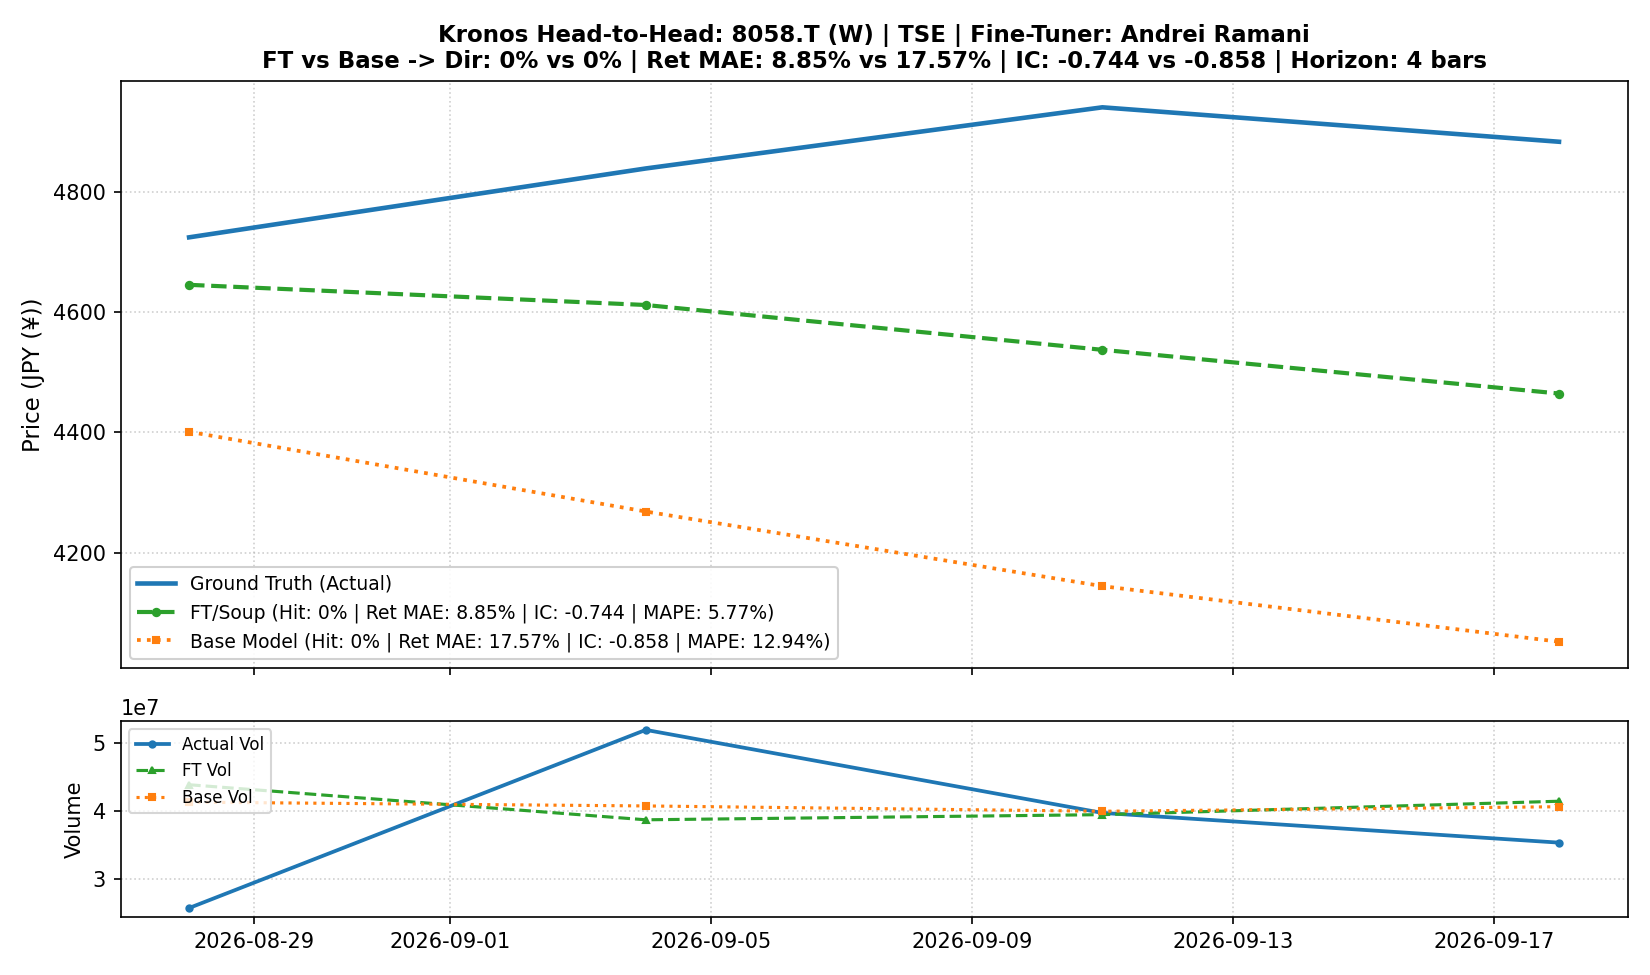 Kronos Head-to-Head: 8058.T (W) | TSE | Fine-Tuner: Andrei Ramani
FT vs Base -> Dir: 0% vs 0% | Ret MAE: 8.85% vs 17.57% | IC: -0.744 vs -0.858 | Horizon: 4 bars
Price (JPY (¥))
4800
4600
4400
4200
Ground Truth (Actual)
FT/Soup (Hit: 0% | Ret MAE: 8.85% | IC: -0.744 | MAPE: 5.77%)
Base Model (Hit: 0% | Ret MAE: 17.57% | IC: -0.858 | MAPE: 12.94%)
1e7
Volume
5
4
3
Actual Vol
FT Vol
Base Vol
2026-08-29
2026-09-01
2026-09-05
2026-09-09
2026-09-13
2026-09-17